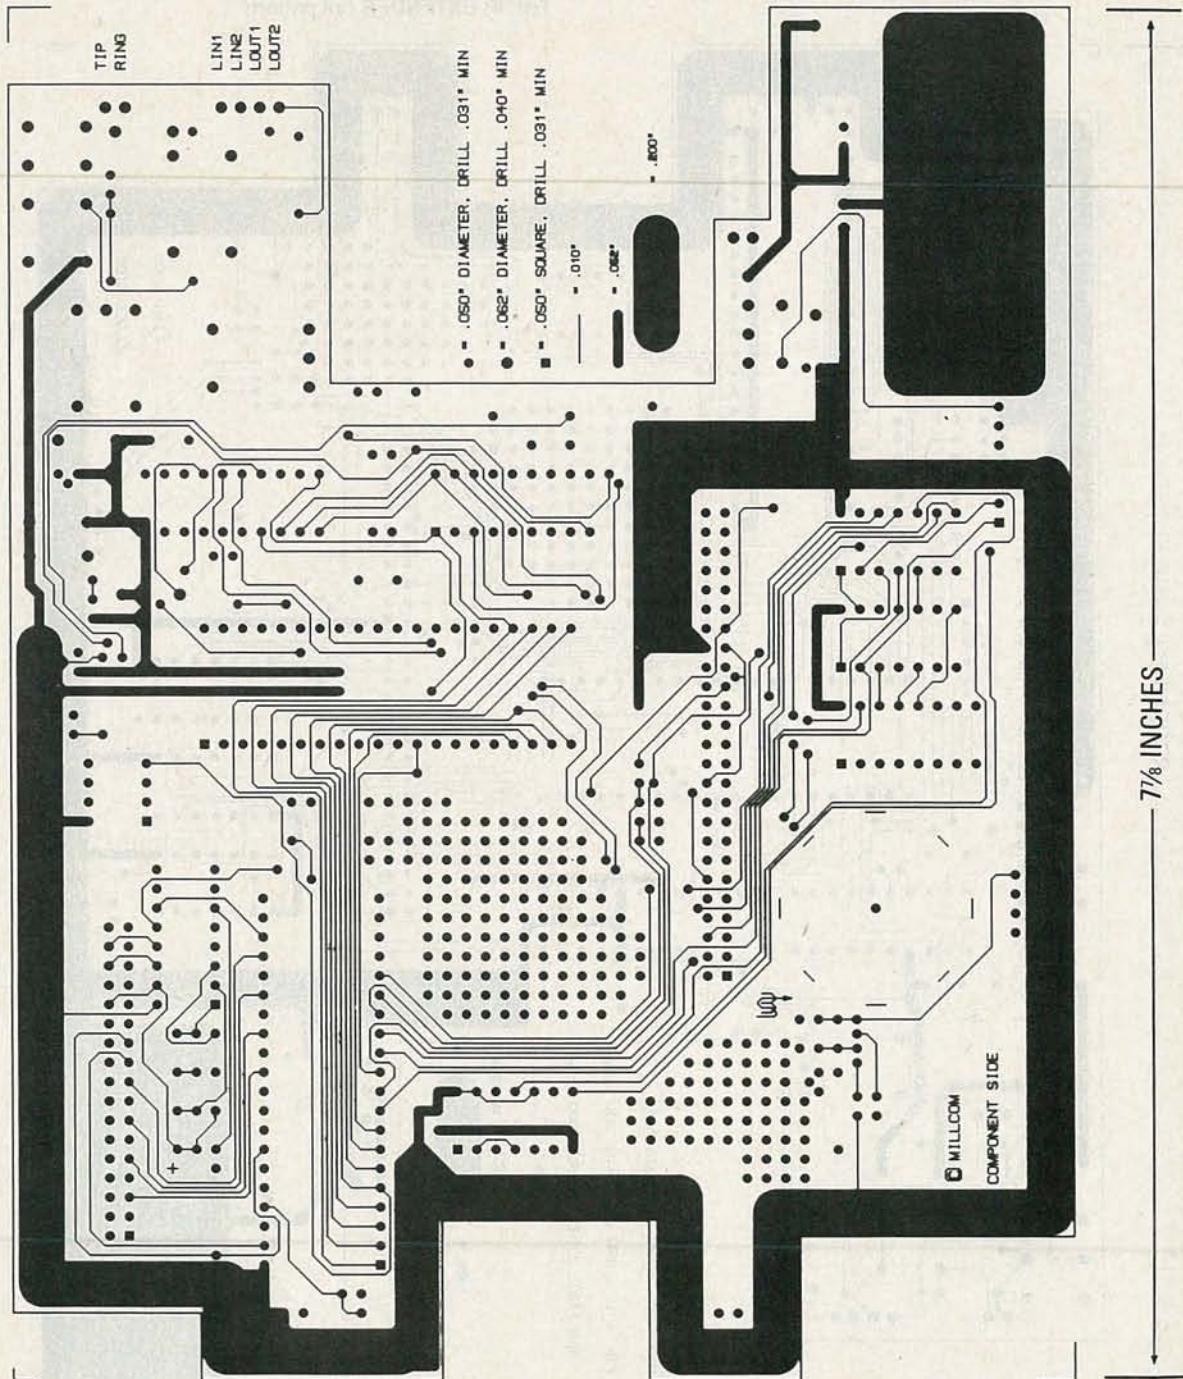 TIP
RING
LIN1
LIN2
LOUT1
LOUT2
= .050" DIAMETER, DRILL .031" MIN
= .062" DIAMETER, DRILL .040" MIN
= .050" SQUARE, DRILL .031" MIN
= .010"
= .062"
= .200"
+
© MILLCOM
COMPONENT SIDE
7⅞ INCHES